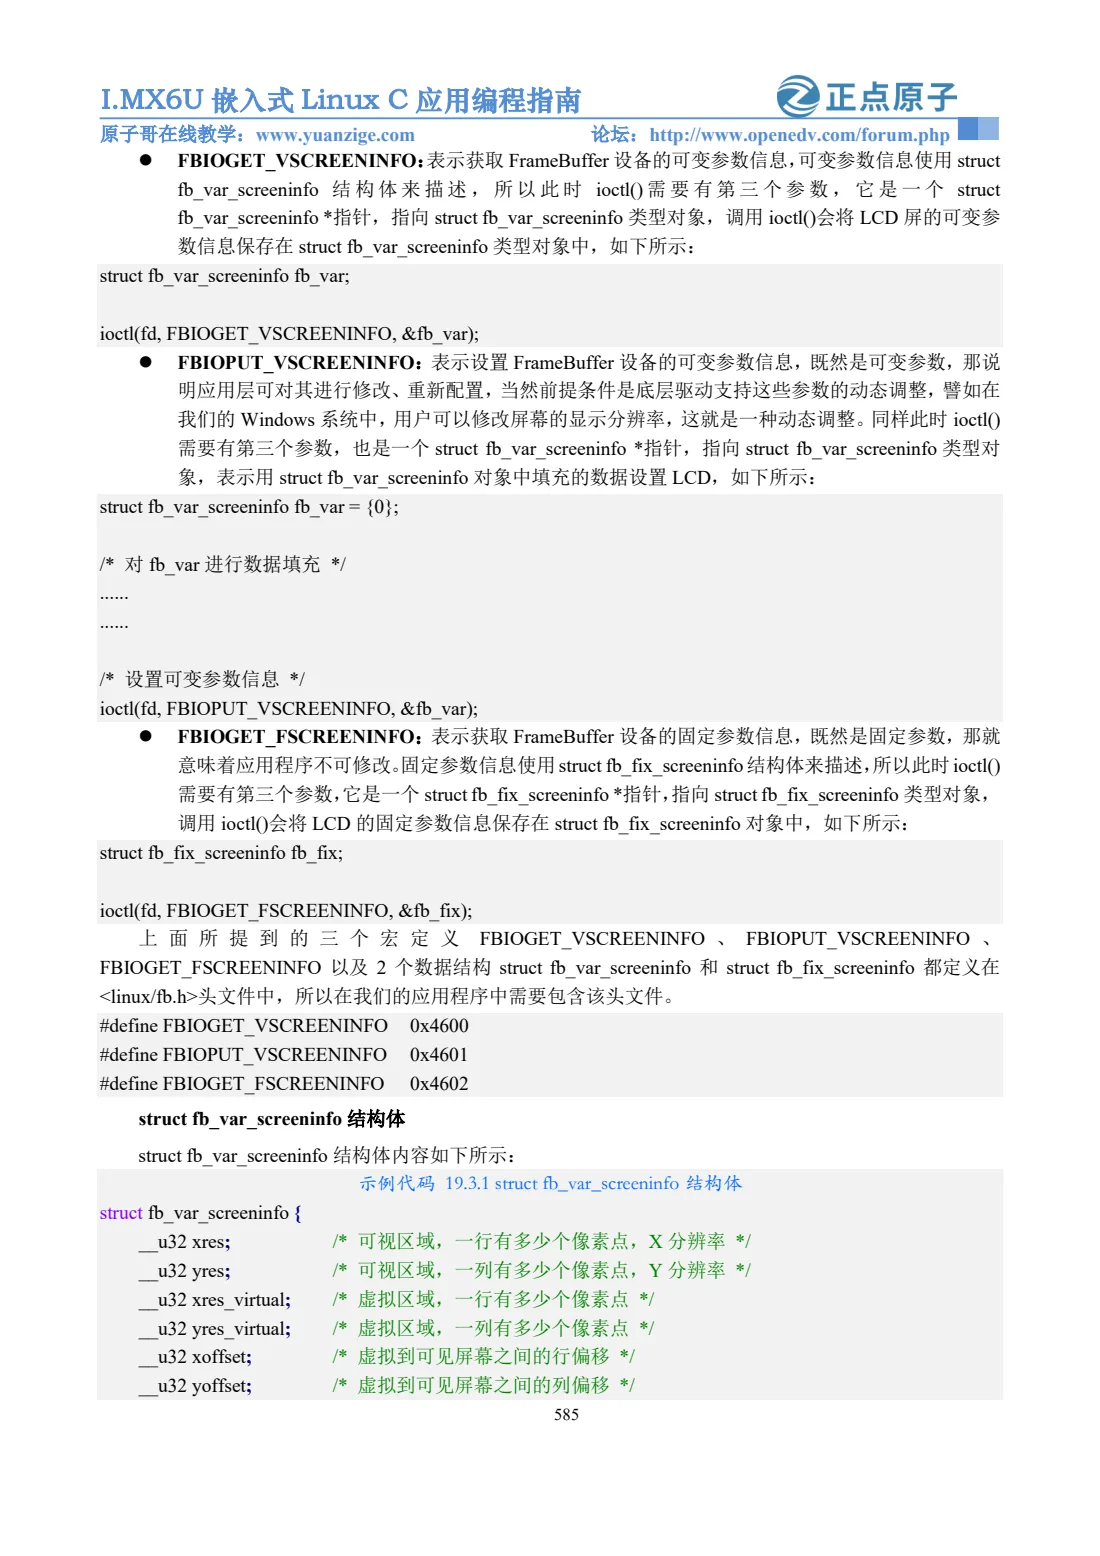 I.MX6U 嵌入式 Linux C 应用编程指南
正点原子
原子哥在线教学：www.yuanzige.com 论坛：http://www.openedv.com/forum.php
● FBIOGET_VSCREENINFO：表示获取 FrameBuffer 设备的可变参数信息，可变参数信息使用 struct
fb_var_screeninfo 结构体来描述，所以此时 ioctl()需要有第三个参数，它是一个 struct
fb_var_screeninfo *指针，指向 struct fb_var_screeninfo 类型对象，调用 ioctl()会将 LCD 屏的可变参
数信息保存在 struct fb_var_screeninfo 类型对象中，如下所示：
struct fb_var_screeninfo fb_var;
ioctl(fd, FBIOGET_VSCREENINFO, &fb_var);
● FBIOPUT_VSCREENINFO：表示设置 FrameBuffer 设备的可变参数信息，既然是可变参数，那说
明应用层可对其进行修改、重新配置，当然前提条件是底层驱动支持这些参数的动态调整，譬如在
我们的 Windows 系统中，用户可以修改屏幕的显示分辨率，这就是一种动态调整。同样此时 ioctl()
需要有第三个参数，也是一个 struct fb_var_screeninfo *指针，指向 struct fb_var_screeninfo 类型对
象，表示用 struct fb_var_screeninfo 对象中填充的数据设置 LCD，如下所示：
struct fb_var_screeninfo fb_var = {0};
/* 对 fb_var 进行数据填充 */
......
......
/* 设置可变参数信息 */
ioctl(fd, FBIOPUT_VSCREENINFO, &fb_var);
● FBIOGET_FSCREENINFO：表示获取 FrameBuffer 设备的固定参数信息，既然是固定参数，那就
意味着应用程序不可修改。固定参数信息使用 struct fb_fix_screeninfo 结构体来描述，所以此时 ioctl()
需要有第三个参数，它是一个 struct fb_fix_screeninfo *指针，指向 struct fb_fix_screeninfo 类型对象，
调用 ioctl()会将 LCD 的固定参数信息保存在 struct fb_fix_screeninfo 对象中，如下所示：
struct fb_fix_screeninfo fb_fix;
ioctl(fd, FBIOGET_FSCREENINFO, &fb_fix);
上面所提到的三个宏定义 FBIOGET_VSCREENINFO 、 FBIOPUT_VSCREENINFO 、
FBIOGET_FSCREENINFO 以及 2 个数据结构 struct fb_var_screeninfo 和 struct fb_fix_screeninfo 都定义在
<linux/fb.h>头文件中，所以在我们的应用程序中需要包含该头文件。
#define FBIOGET_VSCREENINFO 0x4600
#define FBIOPUT_VSCREENINFO 0x4601
#define FBIOGET_FSCREENINFO 0x4602
struct fb_var_screeninfo 结构体
struct fb_var_screeninfo 结构体内容如下所示：
示例代码 19.3.1 struct fb_var_screeninfo 结构体
struct fb_var_screeninfo {
__u32 xres; /* 可视区域，一行有多少个像素点，X 分辨率 */
__u32 yres; /* 可视区域，一列有多少个像素点，Y 分辨率 */
__u32 xres_virtual; /* 虚拟区域，一行有多少个像素点 */
__u32 yres_virtual; /* 虚拟区域，一列有多少个像素点 */
__u32 xoffset; /* 虚拟到可见屏幕之间的行偏移 */
__u32 yoffset; /* 虚拟到可见屏幕之间的列偏移 */
585